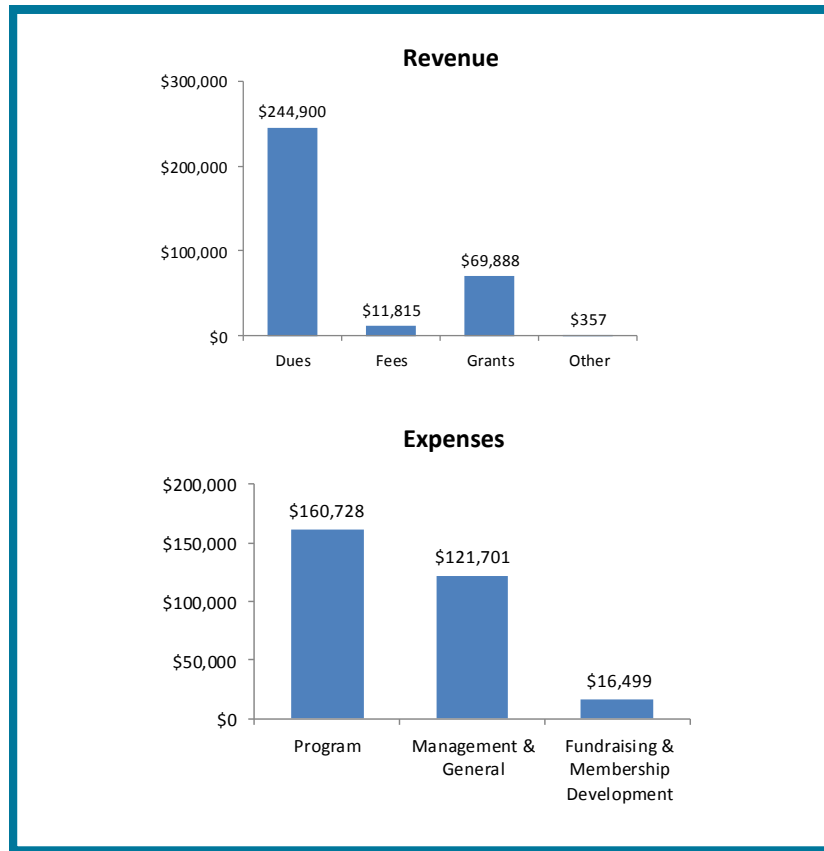 Revenue
$300,000
$244,900
$200,000
$100,000
$69,888
$11,815
$357
$0
Dues Fees Grants Other
Expenses
$200,000
$160,728
$150,000
$121,701
$100,000
$50,000
$16,499
$0
Program Management & Fundraising &
General Membership
Development